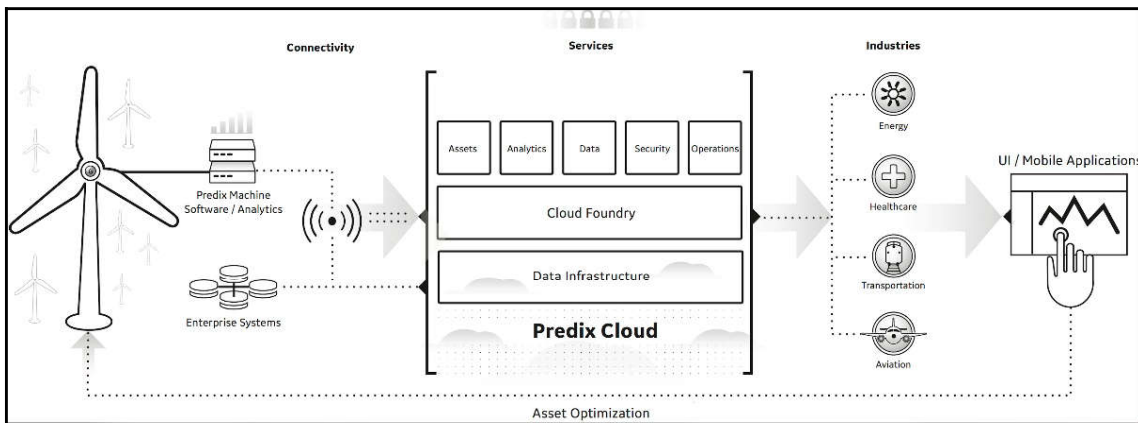 Connectivity
Services
Industries
Predix Machine
Software / Analytics
Enterprise Systems
Assets
Analytics
Data
Security
Operations
Cloud Foundry
Data Infrastructure
Predix Cloud
Energy
Healthcare
Transportation
Aviation
UI / Mobile Applications
Asset Optimization